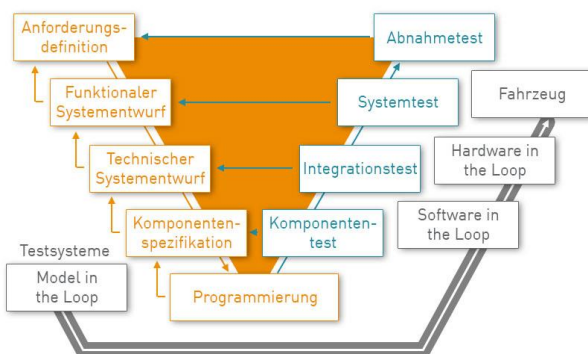 Anforderungs-
definition
Abnahmetest
Funktionaler
Systementwurf
Systemtest
Fahrzeug
Technischer
Systementwurf
Integrationstest
Hardware in
the Loop
Komponenten-
spezifikation
Komponenten-
test
Software in
the Loop
Testsysteme
Model in
the Loop
Programmierung